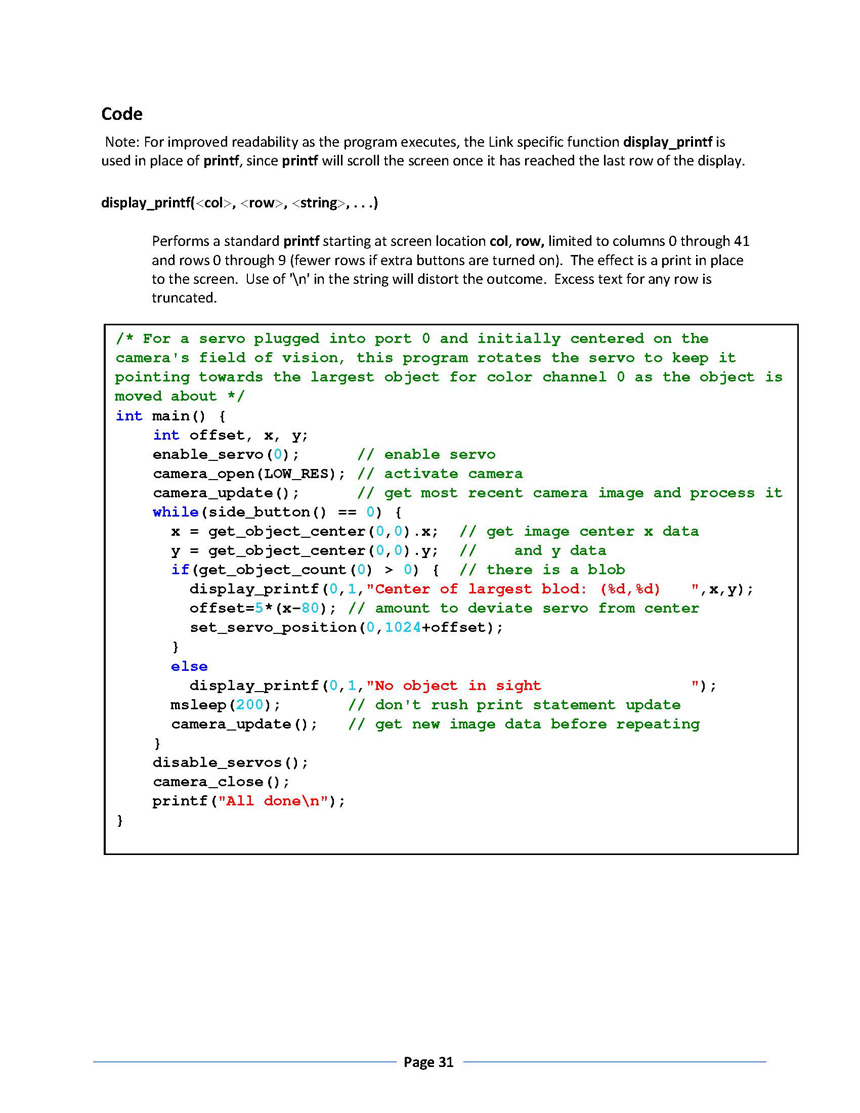 Code
Note: For improved readability as the program executes, the Link specific function display_printf is
used in place of printf, since printf will scroll the screen once it has reached the last row of the display.
display_printf(<col>, <row>, <string>, . . .)
Performs a standard printf starting at screen location col, row, limited to columns 0 through 41
and rows 0 through 9 (fewer rows if extra buttons are turned on).  The effect is a print in place
to the screen.  Use of '\n' in the string will distort the outcome.  Excess text for any row is
truncated.
/* For a servo plugged into port 0 and initially centered on the
camera's field of vision, this program rotates the servo to keep it
pointing towards the largest object for color channel 0 as the object is
moved about */
int main() {
    int offset, x, y;
    enable_servo(0);      // enable servo
    camera_open(LOW_RES); // activate camera
    camera_update();      // get most recent camera image and process it
    while(side_button() == 0) {
      x = get_object_center(0,0).x;  // get image center x data
      y = get_object_center(0,0).y;  //    and y data
      if(get_object_count(0) > 0) {  // there is a blob
        display_printf(0,1,"Center of largest blod: (%d,%d)   ",x,y);
        offset=5*(x-80); // amount to deviate servo from center
        set_servo_position(0,1024+offset);
      }
      else
        display_printf(0,1,"No object in sight                ");
      msleep(200);       // don't rush print statement update
      camera_update();   // get new image data before repeating
    }
    disable_servos();
    camera_close();
    printf("All done\n");
}
Page 31